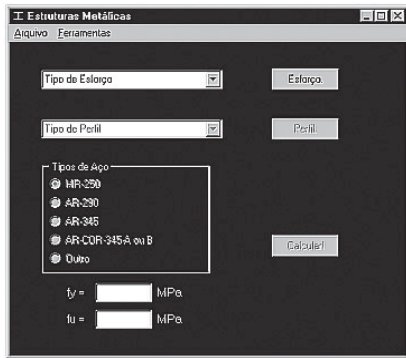 Estruturas Metálicas
Arquivo Ferramentas
Tipo de Esforço Esforço
Tipo de Perfil Perfil
Tipos de Aço
MR-250
AR-290
AR-345
AR-COR-345-A ou B
Outro
Calcular!
fy = MPa
fu = MPa